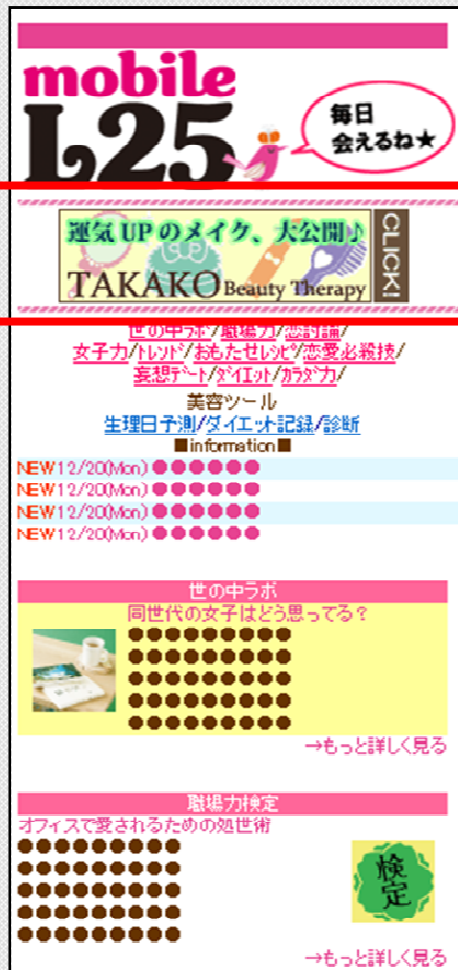 mobile
L25
毎日
会えるね★
運気UPのメイク、大公開♪
TAKAKO Beauty Therapy
CLICK!
世の中ラボ/職場力/恋討論/
女子力/トレンド/おもたせレシピ/恋愛必殺技/
妄想デート/ダイエット/カラダ力/
美容ツール
生理日予測/ダイエット記録/診断
■information■
NEW12/20(Mon)●●●●●●
NEW12/20(Mon)●●●●●●
NEW12/20(Mon)●●●●●●
NEW12/20(Mon)●●●●●●
世の中ラボ
同世代の女子はどう思ってる?
●●●●●●●●●
●●●●●●●●●
●●●●●●●●●
●●●●●●●●●
●●●●●●●●●
→もっと詳しく見る
職場力検定
オフィスで愛されるための処世術
●●●●●●●●●
●●●●●●●●●
●●●●●●●●●
●●●●●●●●●
●●●●●●●●●
検定
→もっと詳しく見る